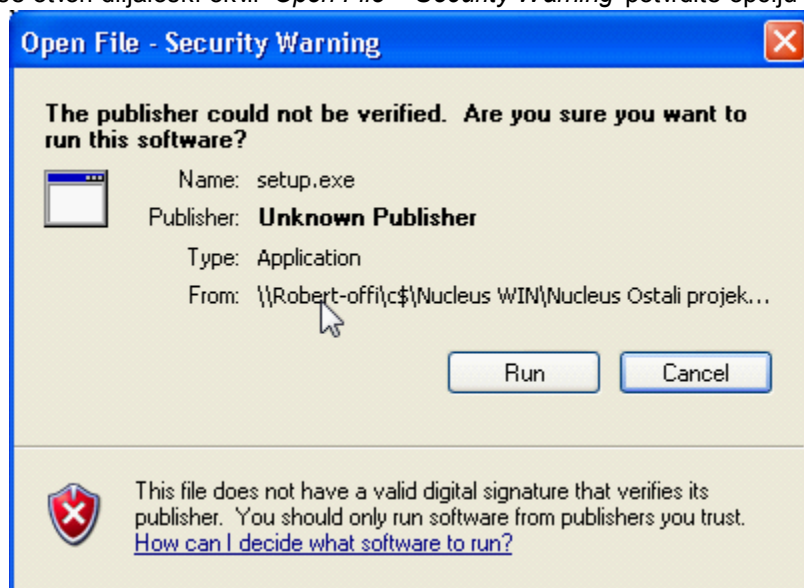 Open File - Security Warning
The publisher could not be verified.  Are you sure you want to
run this software?
Name: setup.exe
Publisher: Unknown Publisher
Type: Application
From: \\Robert-offi\c$\Nucleus WIN\Nucleus Ostali projek...
Run Cancel
This file does not have a valid digital signature that verifies its
publisher.  You should only run software from publishers you trust.
How can I decide what software to run?